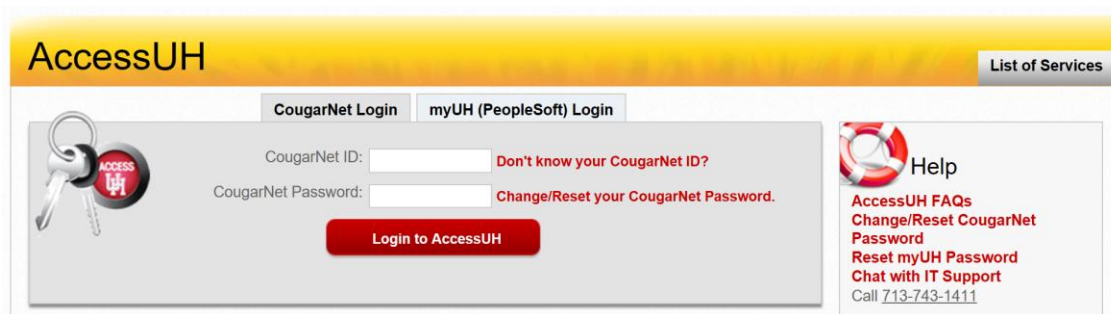 AccessUH
List of Services
CougarNet Login
myUH (PeopleSoft) Login
ACCESS
UH
CougarNet ID:
Don't know your CougarNet ID?
CougarNet Password:
Change/Reset your CougarNet Password.
Login to AccessUH
Help
AccessUH FAQs
Change/Reset CougarNet
Password
Reset myUH Password
Chat with IT Support
Call 713-743-1411